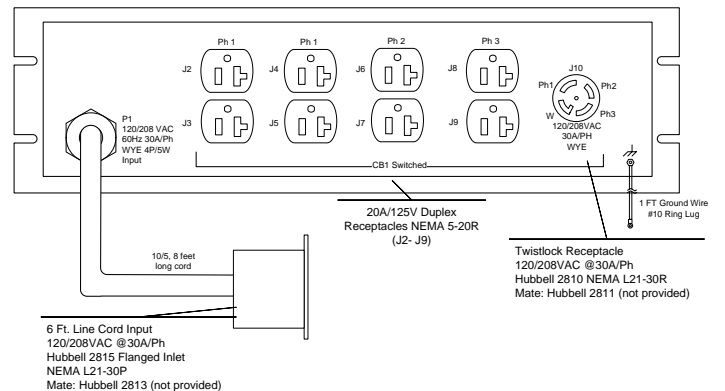 Ph 1 Ph 1 Ph 2 Ph 3
J2 J4 J6 J8 J10
Ph1 Ph2
P1
120/208 VAC
60Hz 30A/Ph
WYE 4P/5W
Input
J3 J5 J7 J9 W Ph3
120/208VAC
30A/PH
WYE
CB1 Switched
20A/125V Duplex
Receptacles NEMA 5-20R
(J2- J9)
1 FT Ground Wire
#10 Ring Lug
Twistlock Receptacle
120/208VAC @30A/Ph
Hubbell 2810 NEMA L21-30R
Mate: Hubbell 2811 (not provided)
10/5, 8 feet
long cord
6 Ft. Line Cord Input
120/208VAC @30A/Ph
Hubbell 2815 Flanged Inlet
NEMA L21-30P
Mate: Hubbell 2813 (not provided)